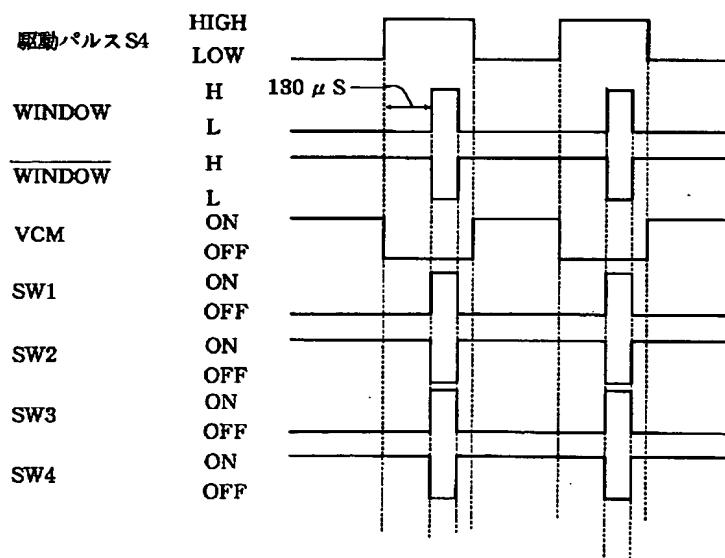 駆動パルスS4 HIGH
LOW
130 μS
WINDOW H
L
WINDOW H
L
VCM ON
OFF
SW1 ON
OFF
SW2 ON
OFF
SW3 ON
OFF
SW4 ON
OFF